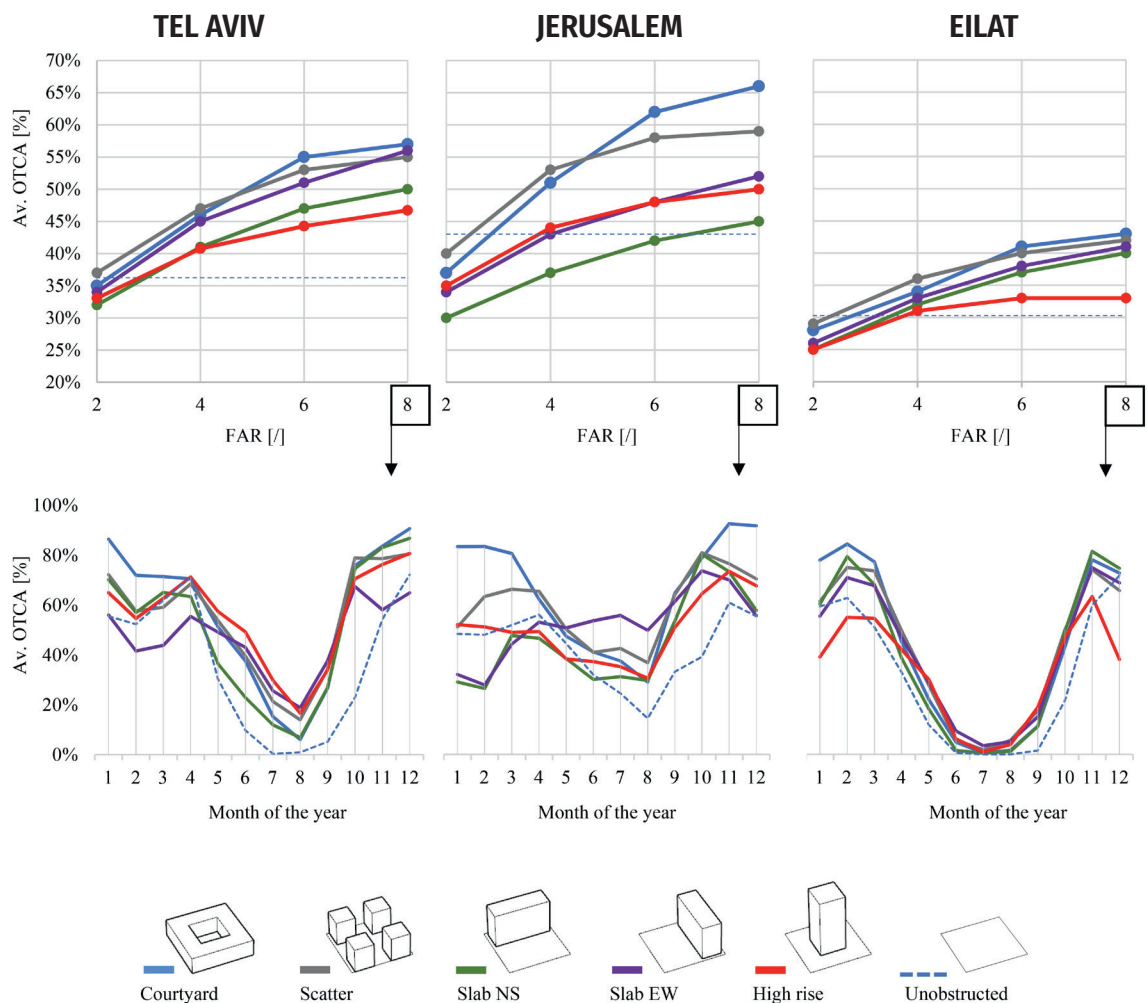 TEL AVIV JERUSALEM EILAT
Av. OTCA [%]
70%
65%
60%
55%
50%
45%
40%
35%
30%
25%
20%
2 4 6 8 2 4 6 8 2 4 6 8
FAR [/] FAR [/] FAR [/]
Av. OTCA [%]
100%
80%
60%
40%
20%
0%
1 2 3 4 5 6 7 8 9 10 11 12 1 2 3 4 5 6 7 8 9 10 11 12 1 2 3 4 5 6 7 8 9 10 11 12
Month of the year Month of the year Month of the year
Courtyard Scatter Slab NS Slab EW High rise Unobstructed